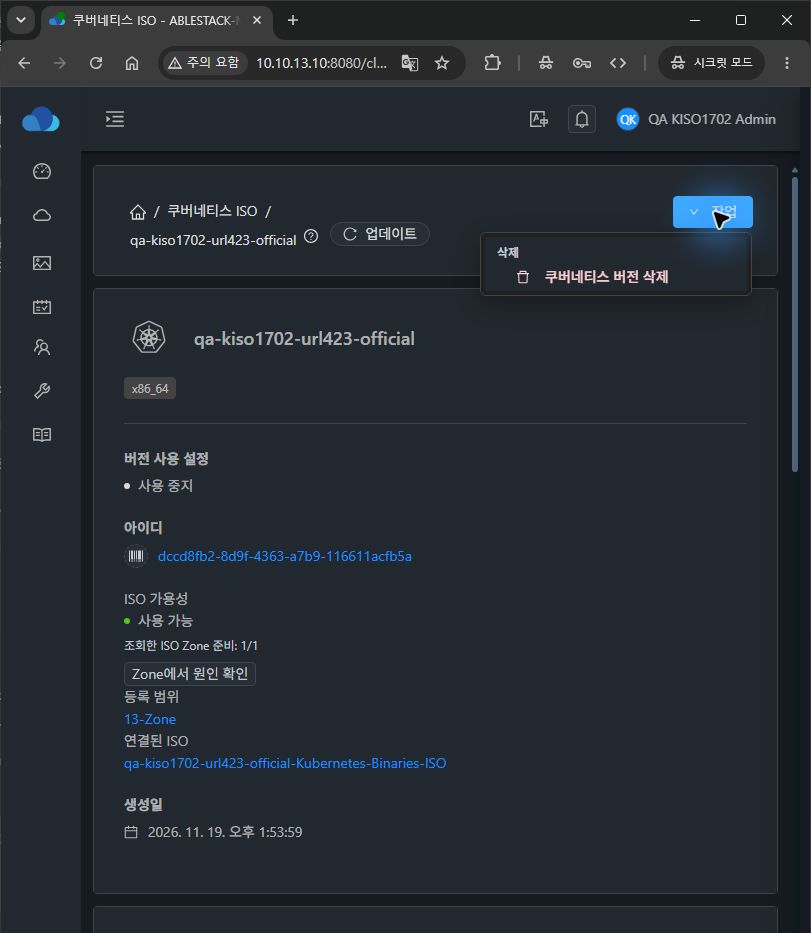 쿠버네티스 ISO - ABLESTACK-
주의 요함
10.10.13.10:8080/cl...
시크릿 모드
QK
QA KISO1702 Admin
/ 쿠버네티스 ISO /
qa-kiso1702-url423-official
업데이트
작업
삭제
쿠버네티스 버전 삭제
qa-kiso1702-url423-official
x86_64
버전 사용 설정
사용 중지
아이디
dccd8fb2-8d9f-4363-a7b9-116611acfb5a
ISO 가용성
사용 가능
조회한 ISO Zone 준비: 1/1
Zone에서 원인 확인
등록 범위
13-Zone
연결된 ISO
qa-kiso1702-url423-official-Kubernetes-Binaries-ISO
생성일
2026. 11. 19. 오후 1:53:59